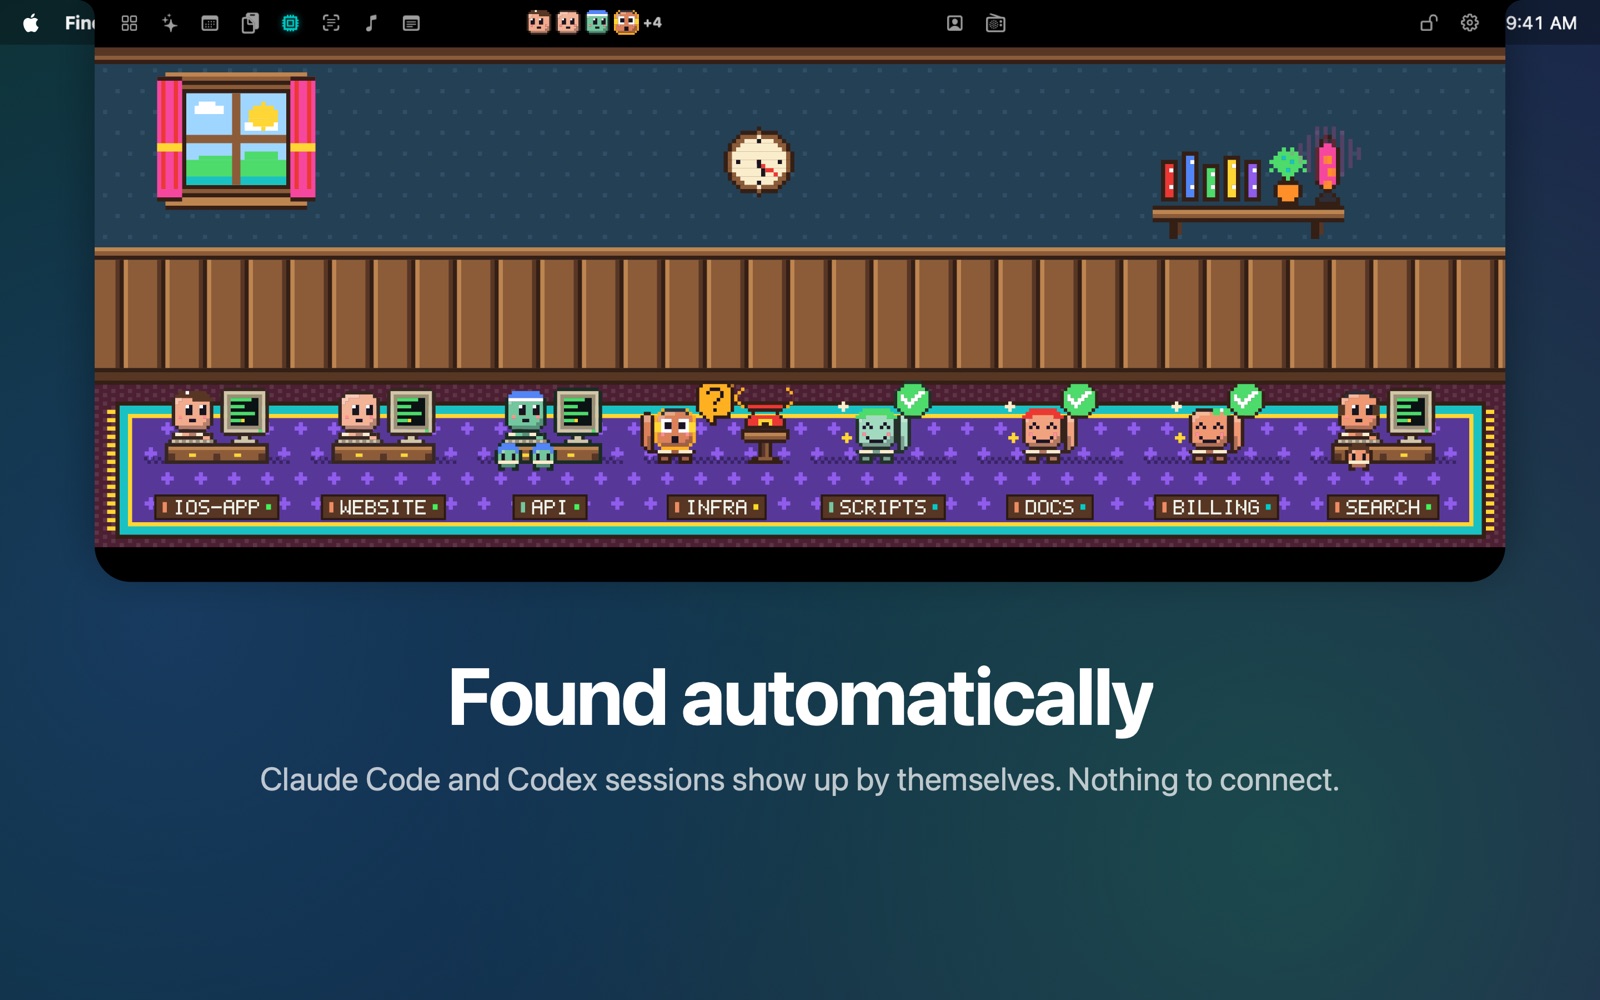 Fin
+4
9:41 AM
?
IOS-APP
WEBSITE
API
INFRA
SCRIPTS
DOCS
BILLING
SEARCH
Found automatically
Claude Code and Codex sessions show up by themselves. Nothing to connect.